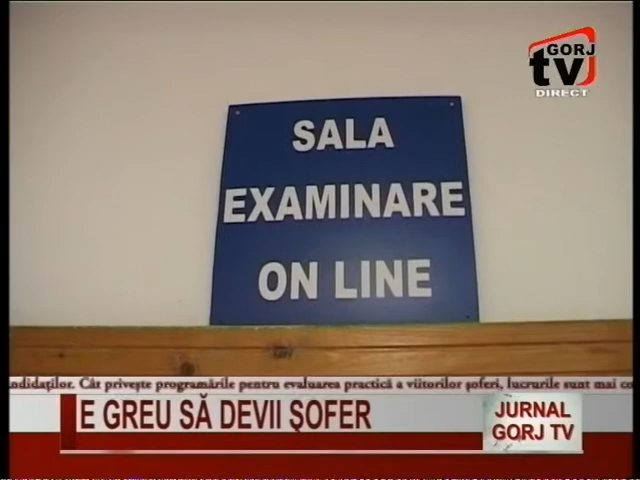 GORJ
tv
DIRECT
SALA
EXAMINARE
ON LINE
andidaților. Cât privește programările pentru evaluarea practică a viitorilor șoferi, lucrurile sunt mai co
E GREU SĂ DEVII ŞOFER
JURNAL
GORJ TV